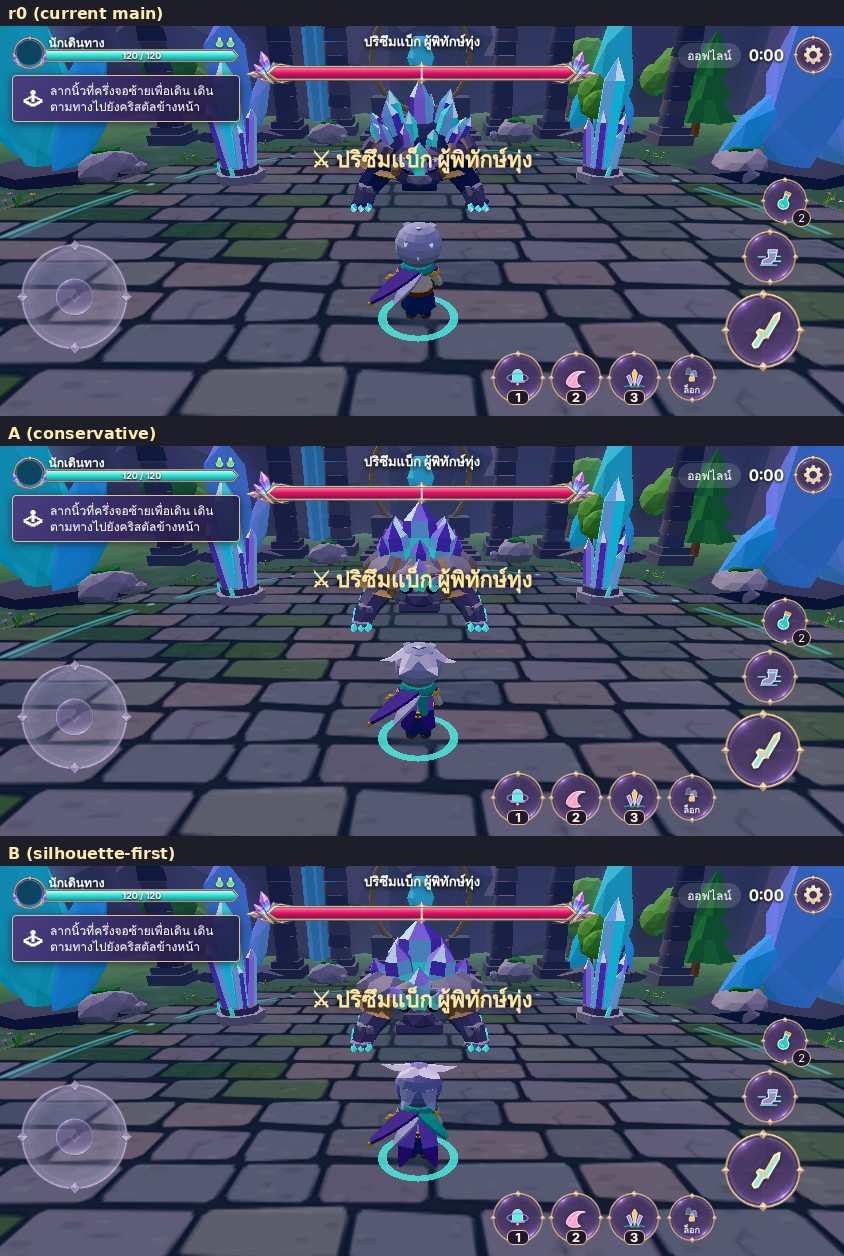 r0 (current main)
นักเดินทาง
120 / 120
ปริซึมแบ็ก ผู้พิทักษ์ทุ่ง
ออฟไลน์ 0:00
ลากนิ้วที่ครึ่งจอซ้ายเพื่อเดิน เดิน
ตามทางไปยังคริสตัลข้างหน้า
⚔ ปริซึมแบ็ก ผู้พิทักษ์ทุ่ง
2
1 2 3 ล็อก
A (conservative)
นักเดินทาง
120 / 120
ปริซึมแบ็ก ผู้พิทักษ์ทุ่ง
ออฟไลน์ 0:00
ลากนิ้วที่ครึ่งจอซ้ายเพื่อเดิน เดิน
ตามทางไปยังคริสตัลข้างหน้า
⚔ ปริซึมแบ็ก ผู้พิทักษ์ทุ่ง
2
1 2 3 ล็อก
B (silhouette-first)
นักเดินทาง
120 / 120
ปริซึมแบ็ก ผู้พิทักษ์ทุ่ง
ออฟไลน์ 0:00
ลากนิ้วที่ครึ่งจอซ้ายเพื่อเดิน เดิน
ตามทางไปยังคริสตัลข้างหน้า
⚔ ปริซึมแบ็ก ผู้พิทักษ์ทุ่ง
2
1 2 3 ล็อก